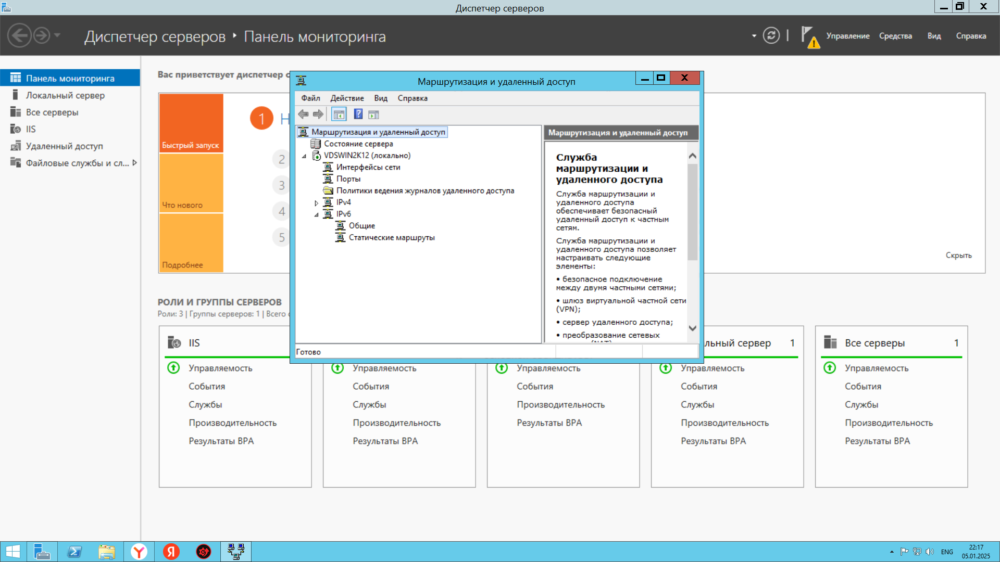 Диспетчер серверов
Диспетчер серверов ‣ Панель мониторинга
Управление Средства Вид Справка
Панель мониторинга
Локальный сервер
Все серверы
IIS
Удаленный доступ
Файловые службы и сл...
Вас приветствует диспетчер
Быстрый запуск
Что нового
Подробнее
1
2
3
4
5
Скрыть
Маршрутизация и удаленный доступ
Файл Действие Вид Справка
Маршрутизация и удаленный доступ
Состояние сервера
VDSWIN2K12 (локально)
Интерфейсы сети
Порты
Политики ведения журналов удаленного доступа
IPv4
IPv6
Общие
Статические маршруты
Маршрутизация и удаленный доступ
Служба
маршрутизации и
удаленного доступа
Служба маршрутизации и
удаленного доступа
обеспечивает безопасный
удаленный доступ к частным
сетям.
Служба маршрутизации и
удаленного доступа позволяет
настраивать следующие
элементы:
• безопасное подключение
между двумя частными сетями;
• шлюз виртуальной частной сети
(VPN);
• сервер удаленного доступа;
• преобразование сетевых
Готово
РОЛИ И ГРУППЫ СЕРВЕРОВ
Роли: 3 | Группы серверов: 1 | Всего
IIS
Управляемость
События
Службы
Производительность
Результаты BPA
Управляемость
События
Службы
Производительность
Результаты BPA
Управляемость
События
Производительность
Результаты BPA
льный сервер 1
Управляемость
События
Службы
Производительность
Результаты BPA
Все серверы 1
Управляемость
События
Службы
Производительность
Результаты BPA
ENG
22:17
05.01.2025